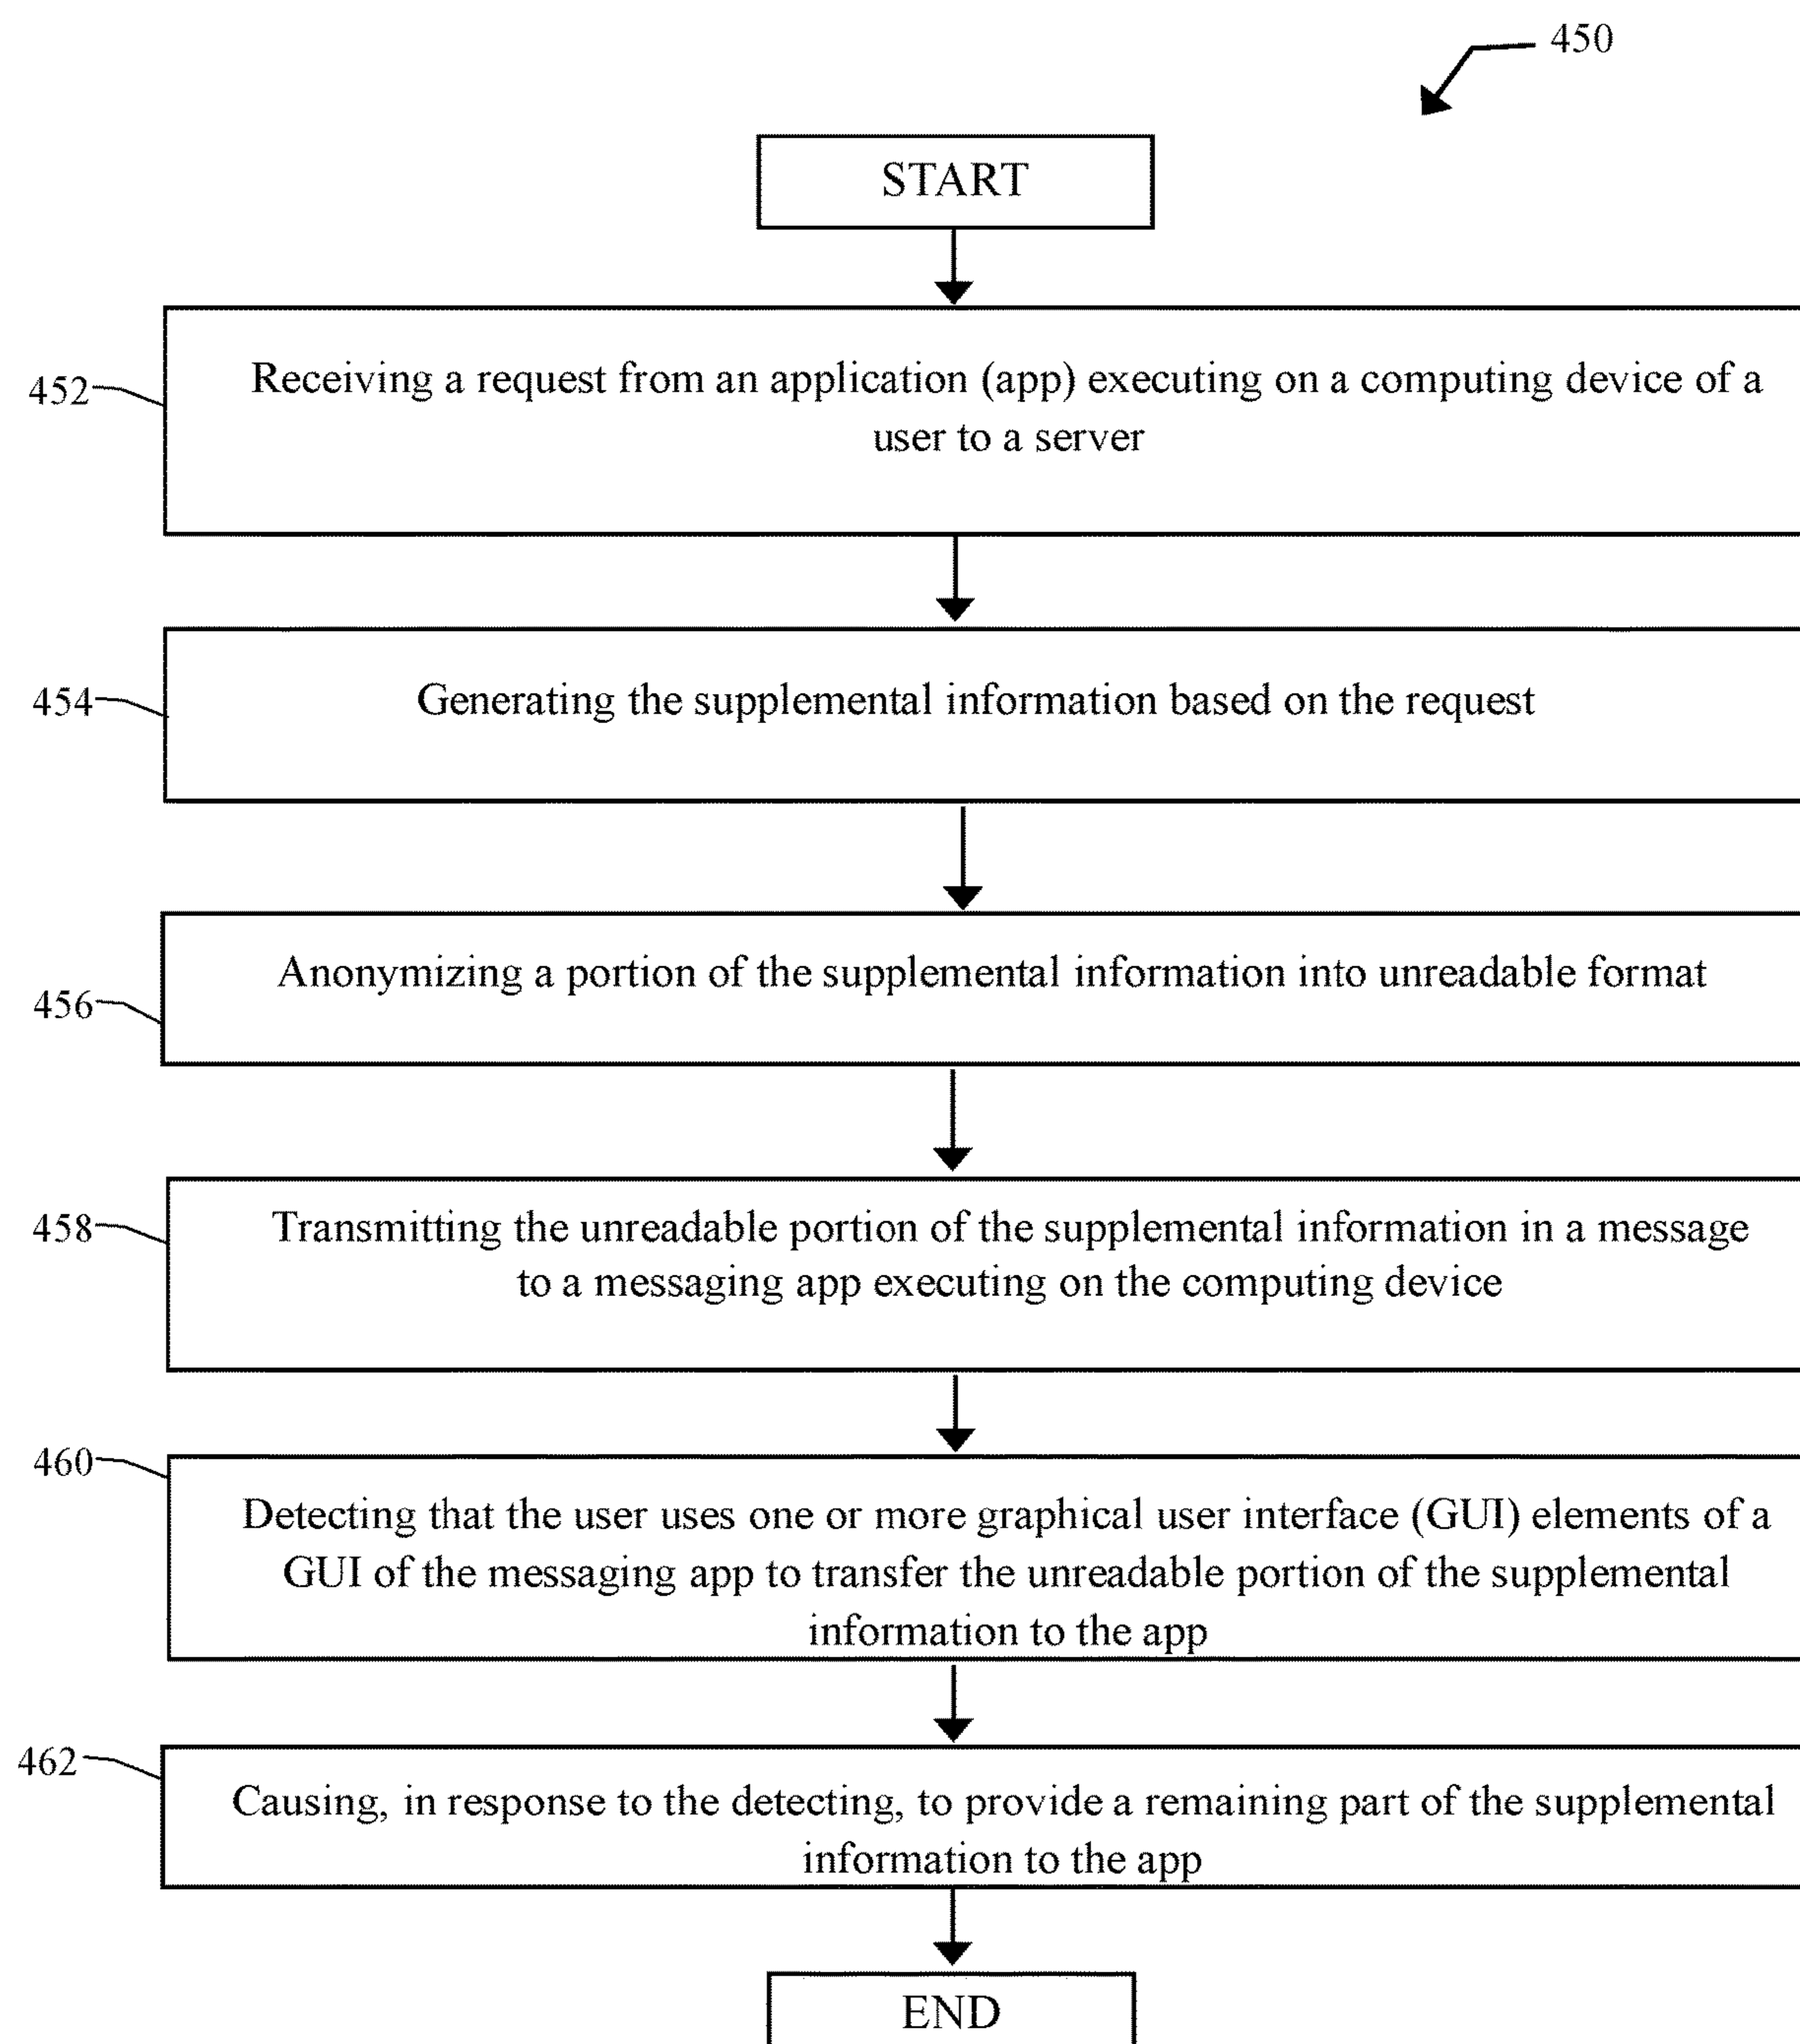 450
START
452
Receiving a request from an application (app) executing on a computing device of a
user to a server
454
Generating the supplemental information based on the request
456
Anonymizing a portion of the supplemental information into unreadable format
458
Transmitting the unreadable portion of the supplemental information in a message
to a messaging app executing on the computing device
460
Detecting that the user uses one or more graphical user interface (GUI) elements of a
GUI of the messaging app to transfer the unreadable portion of the supplemental
information to the app
462
Causing, in response to the detecting, to provide a remaining part of the supplemental
information to the app
END